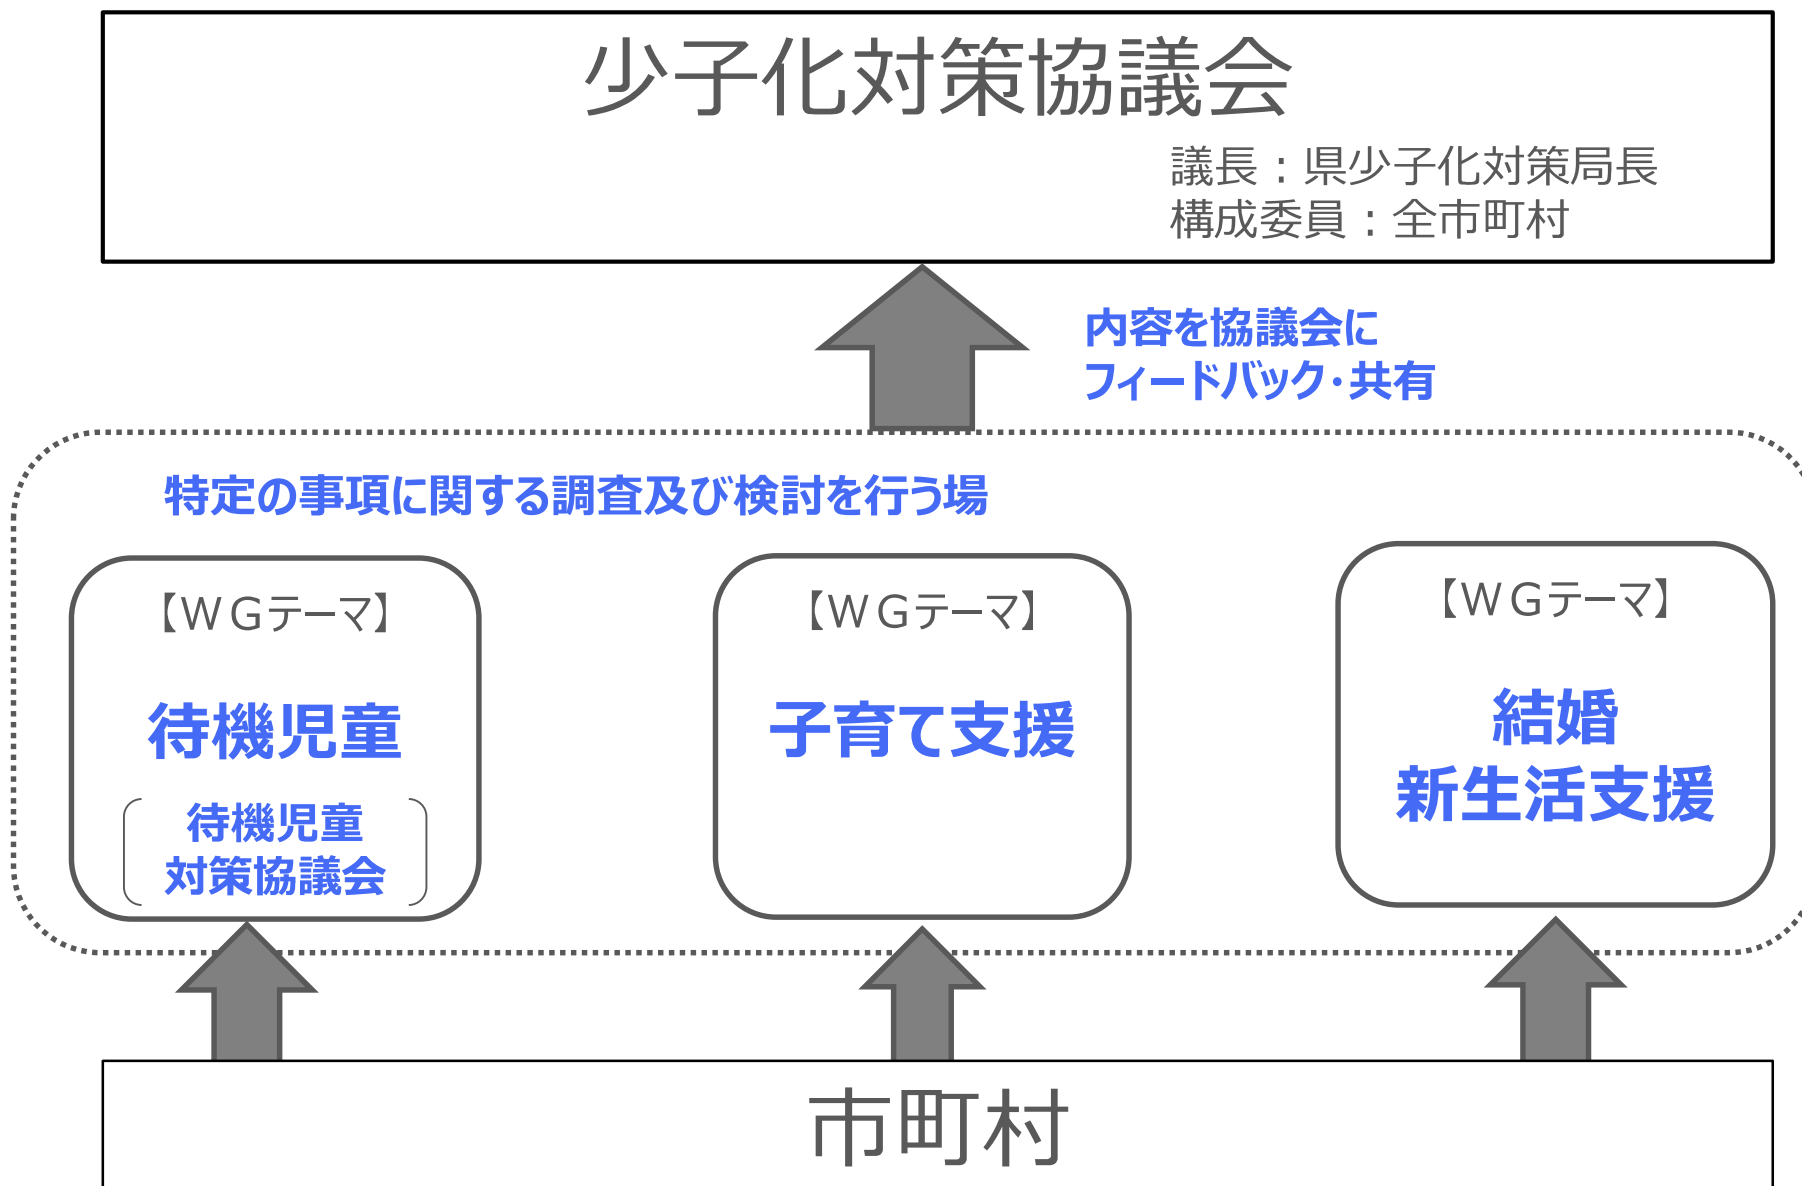 少子化対策協議会
議長：県少子化対策局長
構成委員：全市町村
内容を協議会に
フィードバック・共有
特定の事項に関する調査及び検討を行う場
【ＷＧテーマ】
待機児童
待機児童
対策協議会
【ＷＧテーマ】
子育て支援
【ＷＧテーマ】
結婚
新生活支援
市町村